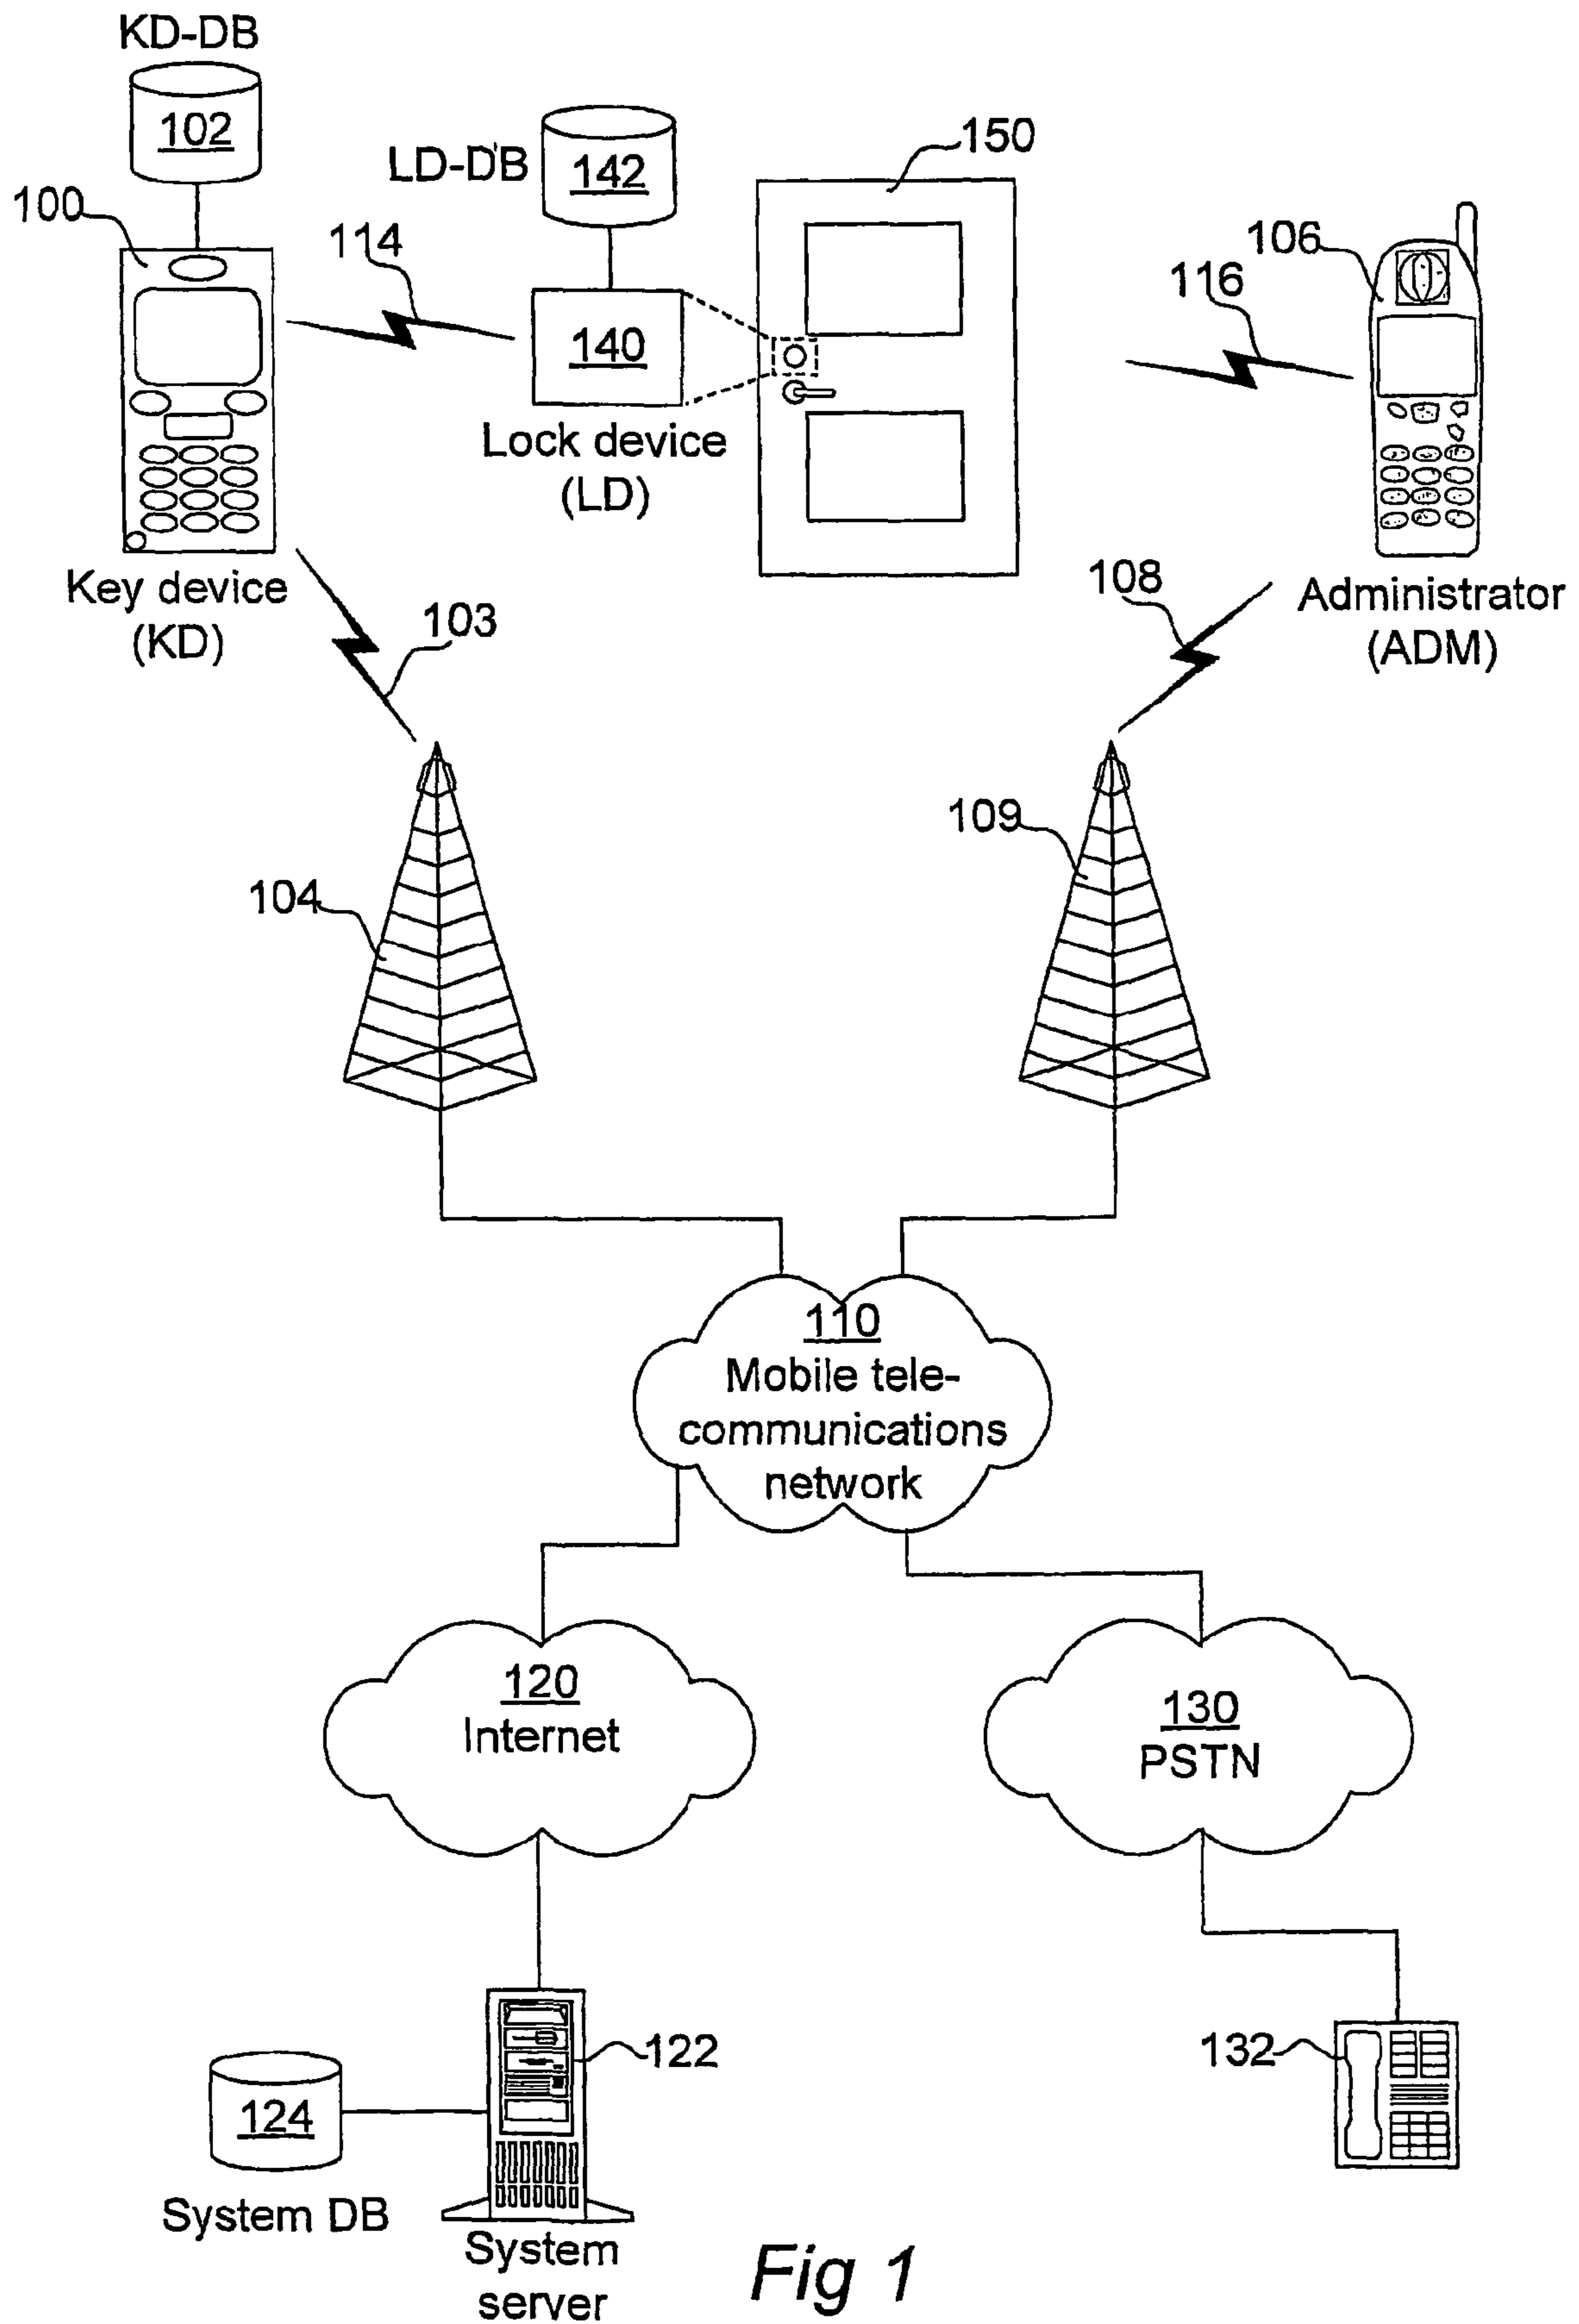 KD-DB
102
100
LD-DB
142
150
114
140
Lock device
(LD)
106
116
Key device
(KD)
103
108
Administrator
(ADM)
104
109
110
Mobile tele-
communications
network
120
Internet
130
PSTN
122
132
124
System DB
System
server
Fig 1